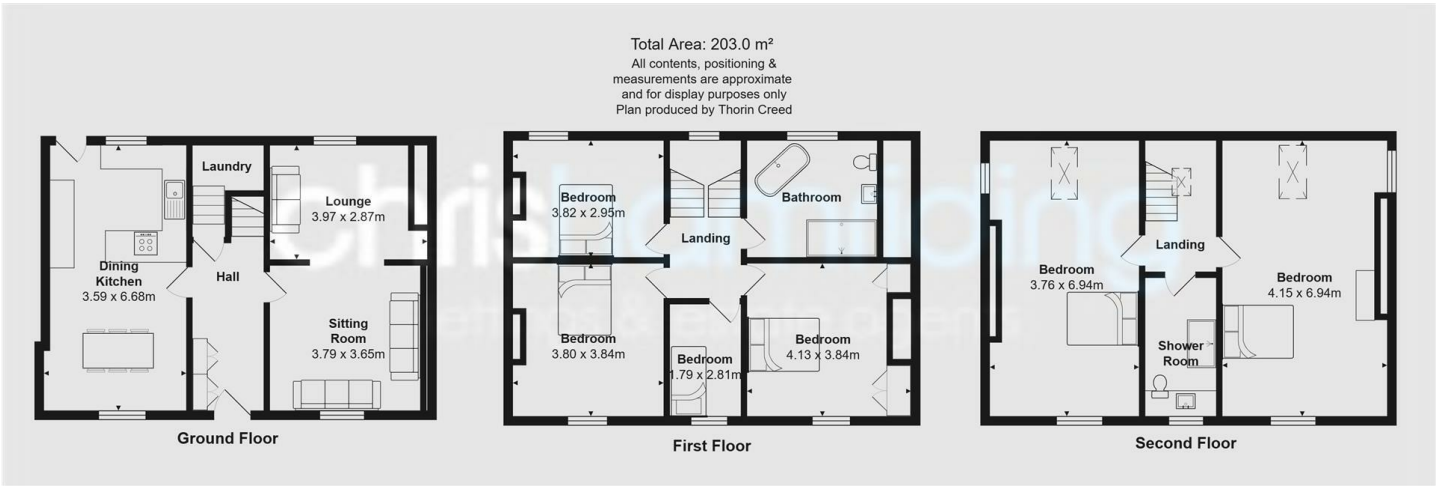 Total Area: 203.0 m²
All contents, positioning &
measurements are approximate
and for display purposes only
Plan produced by Thorin Creed
Laundry
Lounge
3.97 x 2.87m
Dining
Kitchen
3.59 x 6.68m
Hall
Sitting
Room
3.79 x 3.65m
Ground Floor
Bedroom
3.82 x 2.95m
Bathroom
Landing
Bedroom
3.80 x 3.84m
Bedroom
1.79 x 2.81m
Bedroom
4.13 x 3.84m
First Floor
Landing
Bedroom
3.76 x 6.94m
Bedroom
4.15 x 6.94m
Shower
Room
Second Floor